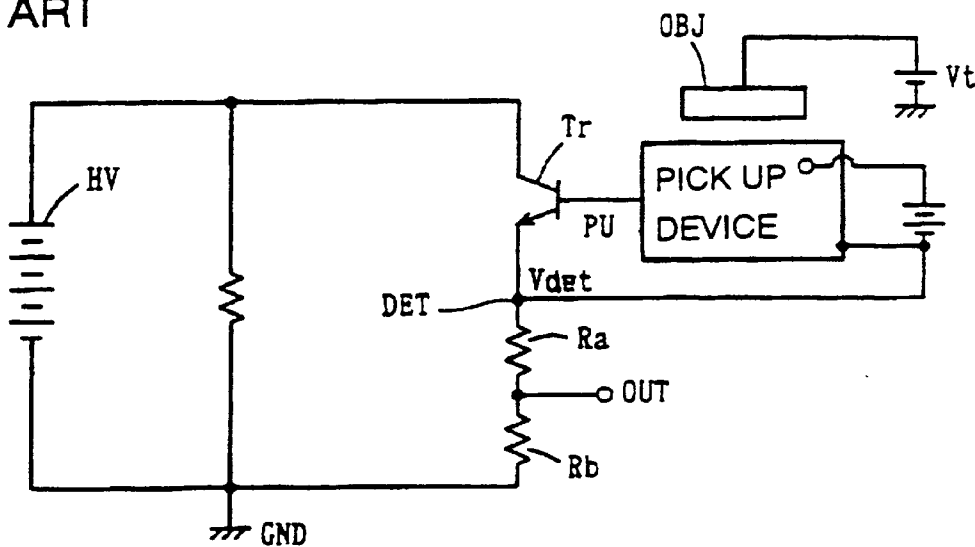 ART
OBJ
Vt
Tr
HV
PICK UP
DEVICE
PU
Vdet
DET
Ra
OUT
Rb
GND